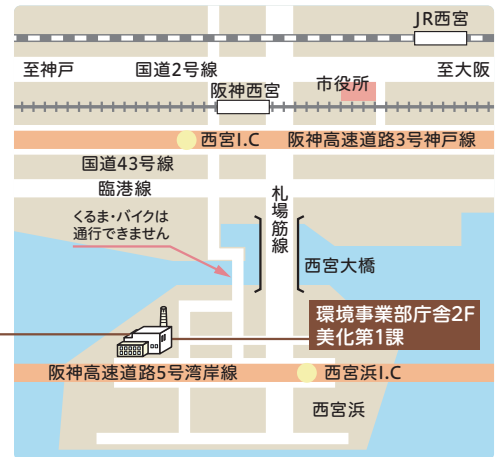 JR西宮
至神戸
国道2号線
至大阪
市役所
阪神西宮
西宮I.C
阪神高速道路3号神戸線
国道43号線
臨港線
札場筋線
くるま・バイクは
通行できません
西宮大橋
環境事業部庁舎2F
美化第1課
阪神高速道路5号湾岸線
西宮浜I.C
西宮浜